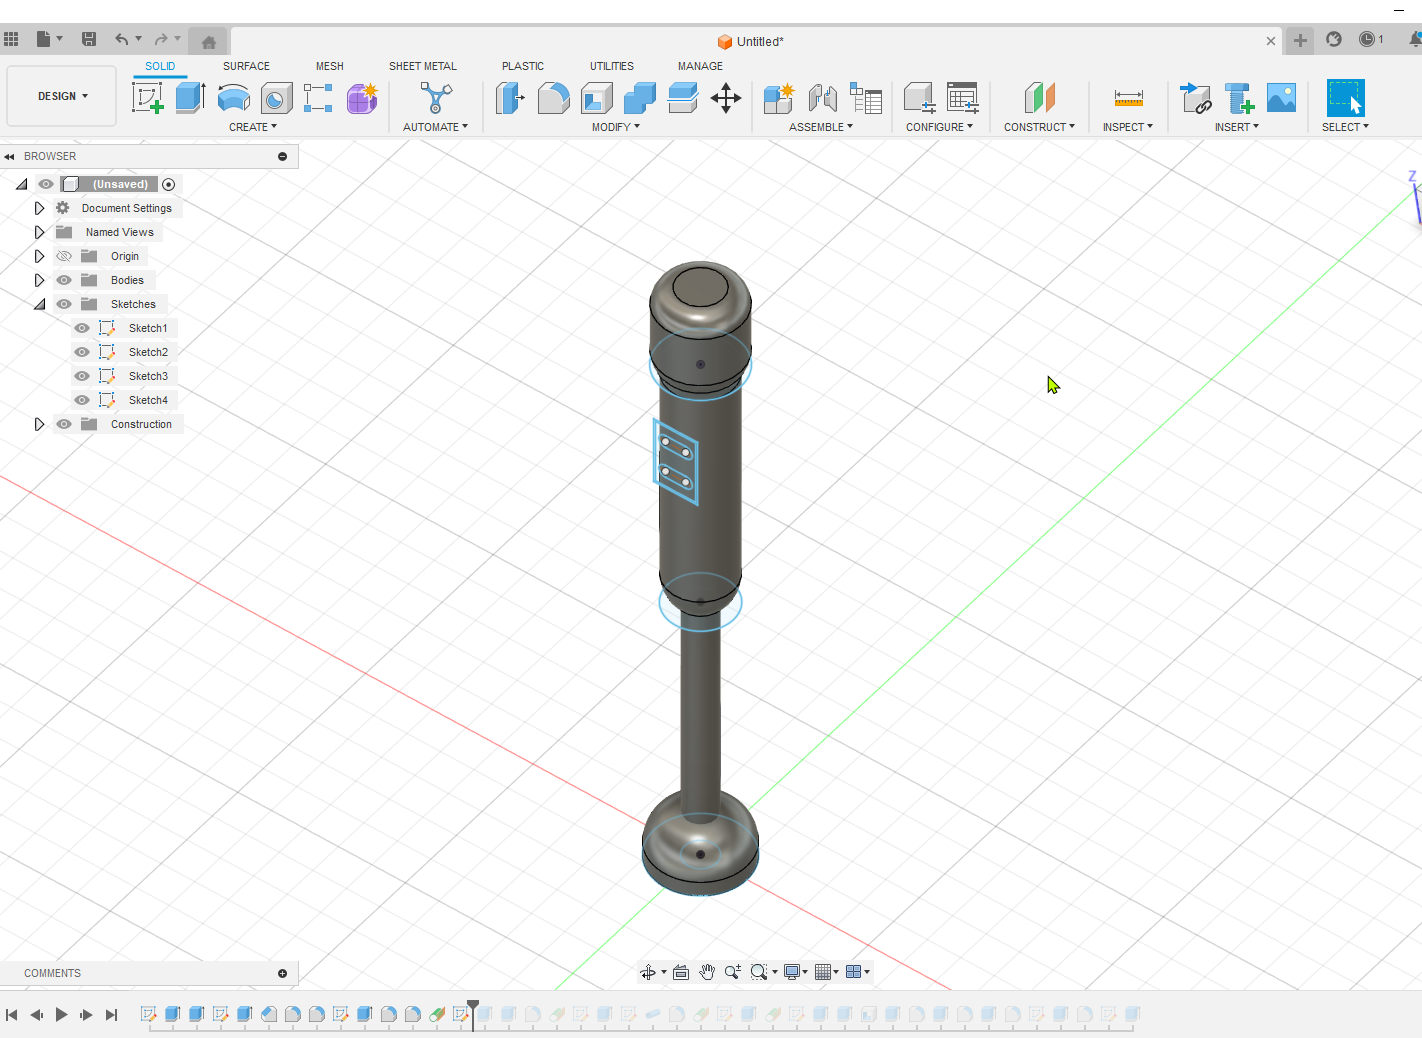 Untitled*
1
SOLID SURFACE MESH SHEET METAL PLASTIC UTILITIES MANAGE
DESIGN
CREATE AUTOMATE MODIFY ASSEMBLE CONFIGURE CONSTRUCT INSPECT INSERT SELECT
BROWSER
(Unsaved)
Document Settings
Named Views
Origin
Bodies
Sketches
Sketch1
Sketch2
Sketch3
Sketch4
Construction
Z
COMMENTS